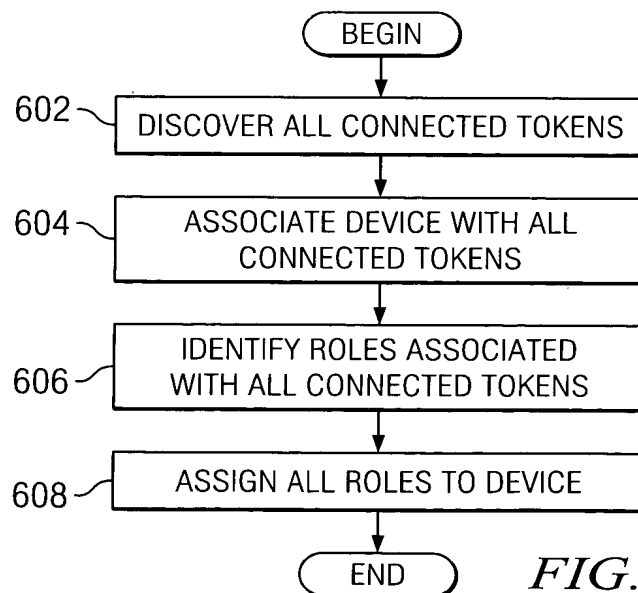 BEGIN
602
DISCOVER ALL CONNECTED TOKENS
604
ASSOCIATE DEVICE WITH ALL
CONNECTED TOKENS
606
IDENTIFY ROLES ASSOCIATED
WITH ALL CONNECTED TOKENS
608
ASSIGN ALL ROLES TO DEVICE
END
FIG.